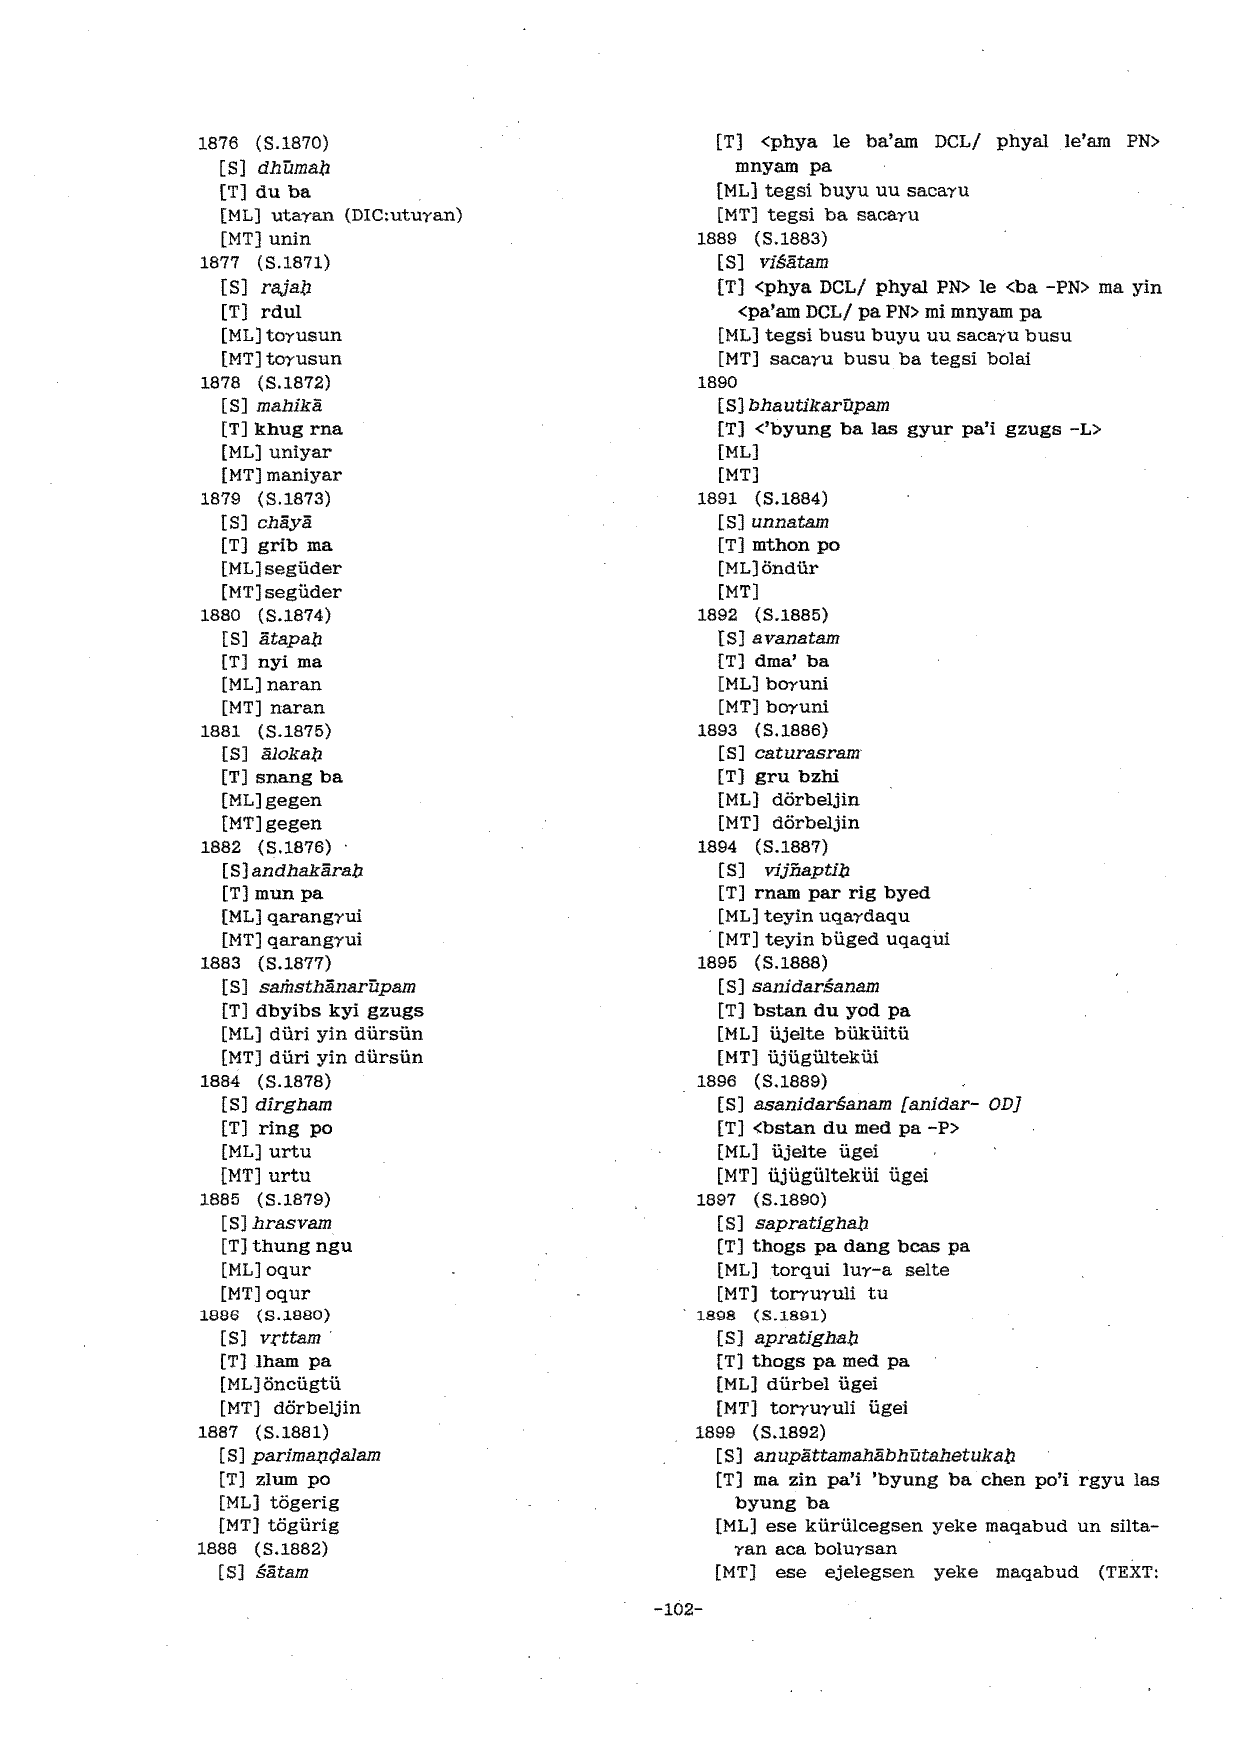 1876 (S.1870)
[S] dhūmaḥ
[T] du ba
[ML] utaγan (DIC:utuγan)
[MT] unin
1877 (S.1871)
[S] rajaḥ
[T] rdul
[ML] toγusun
[MT] toγusun
1878 (S.1872)
[S] mahikā
[T] khug rna
[ML] uniyar
[MT] maniyar
1879 (S.1873)
[S] chāyā
[T] grib ma
[ML] següder
[MT] següder
1880 (S.1874)
[S] ātapaḥ
[T] nyi ma
[ML] naran
[MT] naran
1881 (S.1875)
[S] ālokaḥ
[T] snang ba
[ML] gegen
[MT] gegen
1882 (S.1876)
[S] andhakāraḥ
[T] mun pa
[ML] qarangγui
[MT] qarangγui
1883 (S.1877)
[S] saṁsthānarūpam
[T] dbyibs kyi gzugs
[ML] düri yin dürsün
[MT] düri yin dürsün
1884 (S.1878)
[S] dîrgham
[T] ring po
[ML] urtu
[MT] urtu
1885 (S.1879)
[S] hrasvam
[T] thung ngu
[ML] oqur
[MT] oqur
1886 (S.1880)
[S] vṛttam
[T] lham pa
[ML] öncügtü
[MT] dörbeljin
1887 (S.1881)
[S] parimaṇḍalam
[T] zlum po
[ML] tögerig
[MT] tögürig
1888 (S.1882)
[S] śātam
[T] <phya le ba'am DCL/ phyal le'am PN>
mnyam pa
[ML] tegsi buyu uu sacaγu
[MT] tegsi ba sacaγu
1889 (S.1883)
[S] viśātam
[T] <phya DCL/ phyal PN> le <ba -PN> ma yin
<pa'am DCL/ pa PN> mi mnyam pa
[ML] tegsi busu buyu uu sacaγu busu
[MT] sacaγu busu ba tegsi bolai
1890
[S] bhautikarūpam
[T] <'byung ba las gyur pa'i gzugs -L>
[ML]
[MT]
1891 (S.1884)
[S] unnatam
[T] mthon po
[ML] öndür
[MT]
1892 (S.1885)
[S] avanatam
[T] dma' ba
[ML] boγuni
[MT] boγuni
1893 (S.1886)
[S] caturasram
[T] gru bzhi
[ML] dörbeljin
[MT] dörbeljin
1894 (S.1887)
[S] vijñaptiḥ
[T] rnam par rig byed
[ML] teyin uqaγdaqu
[MT] teyin büged uqaqui
1895 (S.1888)
[S] sanidarśanam
[T] bstan du yod pa
[ML] üjelte büküitü
[MT] üjügülteküi
1896 (S.1889)
[S] asanidarśanam [anidar- OD]
[T] <bstan du med pa -P>
[ML] üjelte ügei
[MT] üjügülteküi ügei
1897 (S.1890)
[S] sapratighaḥ
[T] thogs pa dang bcas pa
[ML] torqui luγ-a selte
[MT] torγuγuli tu
1898 (S.1891)
[S] apratighaḥ
[T] thogs pa med pa
[ML] dürbel ügei
[MT] torγuγuli ügei
1899 (S.1892)
[S] anupāttamahābhūtahetukaḥ
[T] ma zin pa'i 'byung ba chen po'i rgyu las
byung ba
[ML] ese kürülcegsen yeke maqabud un silta-
γan aca boluγsan
[MT] ese ejelegsen yeke maqabud (TEXT:
-102-